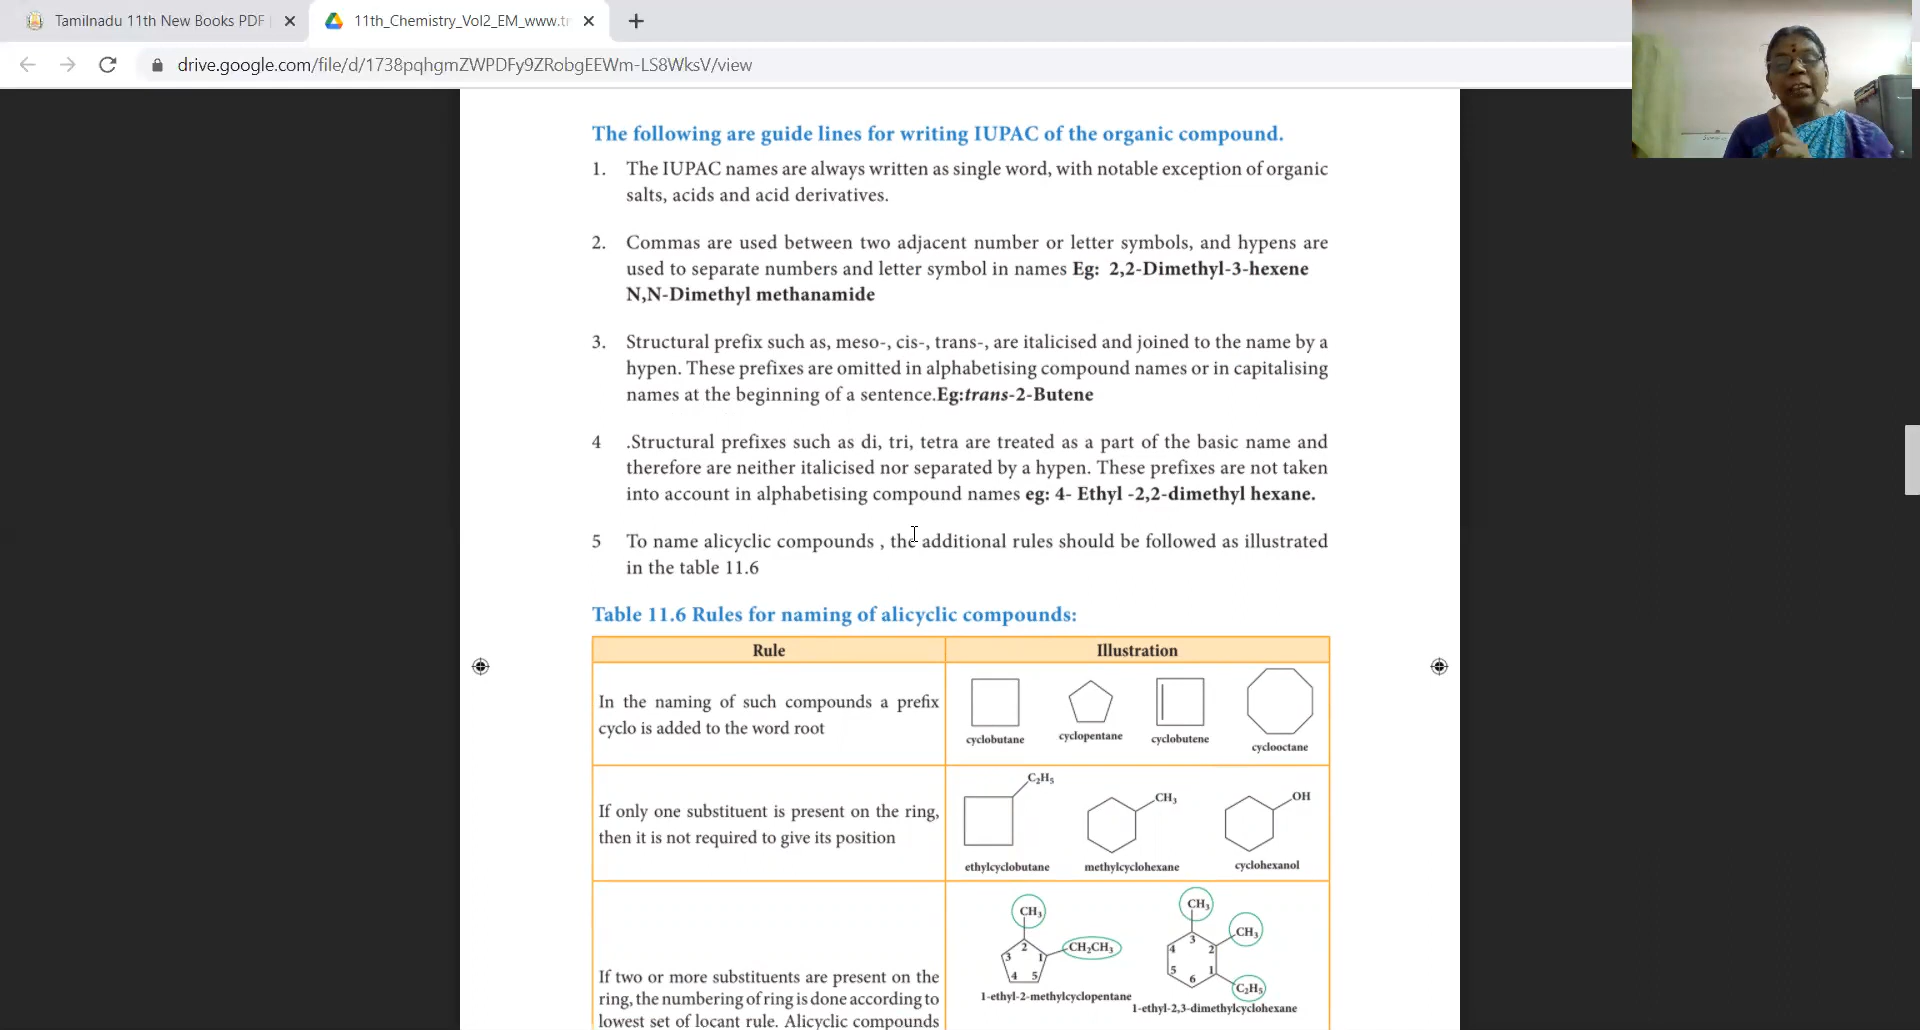 Tamilnadu 11th New Books PDF
11th_Chemistry_Vol2_EM_www.tr
drive.google.com/file/d/1738pqhgmZWPDFy9ZRobgEEWm-LS8WksV/view
The following are guide lines for writing IUPAC of the organic compound.
1. The IUPAC names are always written as single word, with notable exception of organic
salts, acids and acid derivatives.
2. Commas are used between two adjacent number or letter symbols, and hypens are
used to separate numbers and letter symbol in names Eg: 2,2-Dimethyl-3-hexene
N,N-Dimethyl methanamide
3. Structural prefix such as, meso-, cis-, trans-, are italicised and joined to the name by a
hypen. These prefixes are omitted in alphabetising compound names or in capitalising
names at the beginning of a sentence.Eg:trans-2-Butene
4 .Structural prefixes such as di, tri, tetra are treated as a part of the basic name and
therefore are neither italicised nor separated by a hypen. These prefixes are not taken
into account in alphabetising compound names eg: 4- Ethyl -2,2-dimethyl hexane.
5 To name alicyclic compounds , the additional rules should be followed as illustrated
in the table 11.6
Table 11.6 Rules for naming of alicyclic compounds:
Rule Illustration
In the naming of such compounds a prefix
cyclo is added to the word root
cyclobutane cyclopentane cyclobutene cyclooctane
If only one substituent is present on the ring,
then it is not required to give its position
C₂H₅ CH₃ OH
ethylcyclobutane methylcyclohexane cyclohexanol
If two or more substituents are present on the
ring, the numbering of ring is done according to
lowest set of locant rule. Alicyclic compounds
CH₃
2
CH₂CH₃
3 1
4 5
1-ethyl-2-methylcyclopentane
CH₃
3
CH₃
4 2
5 1
6
C₂H₅
1-ethyl-2,3-dimethylcyclohexane